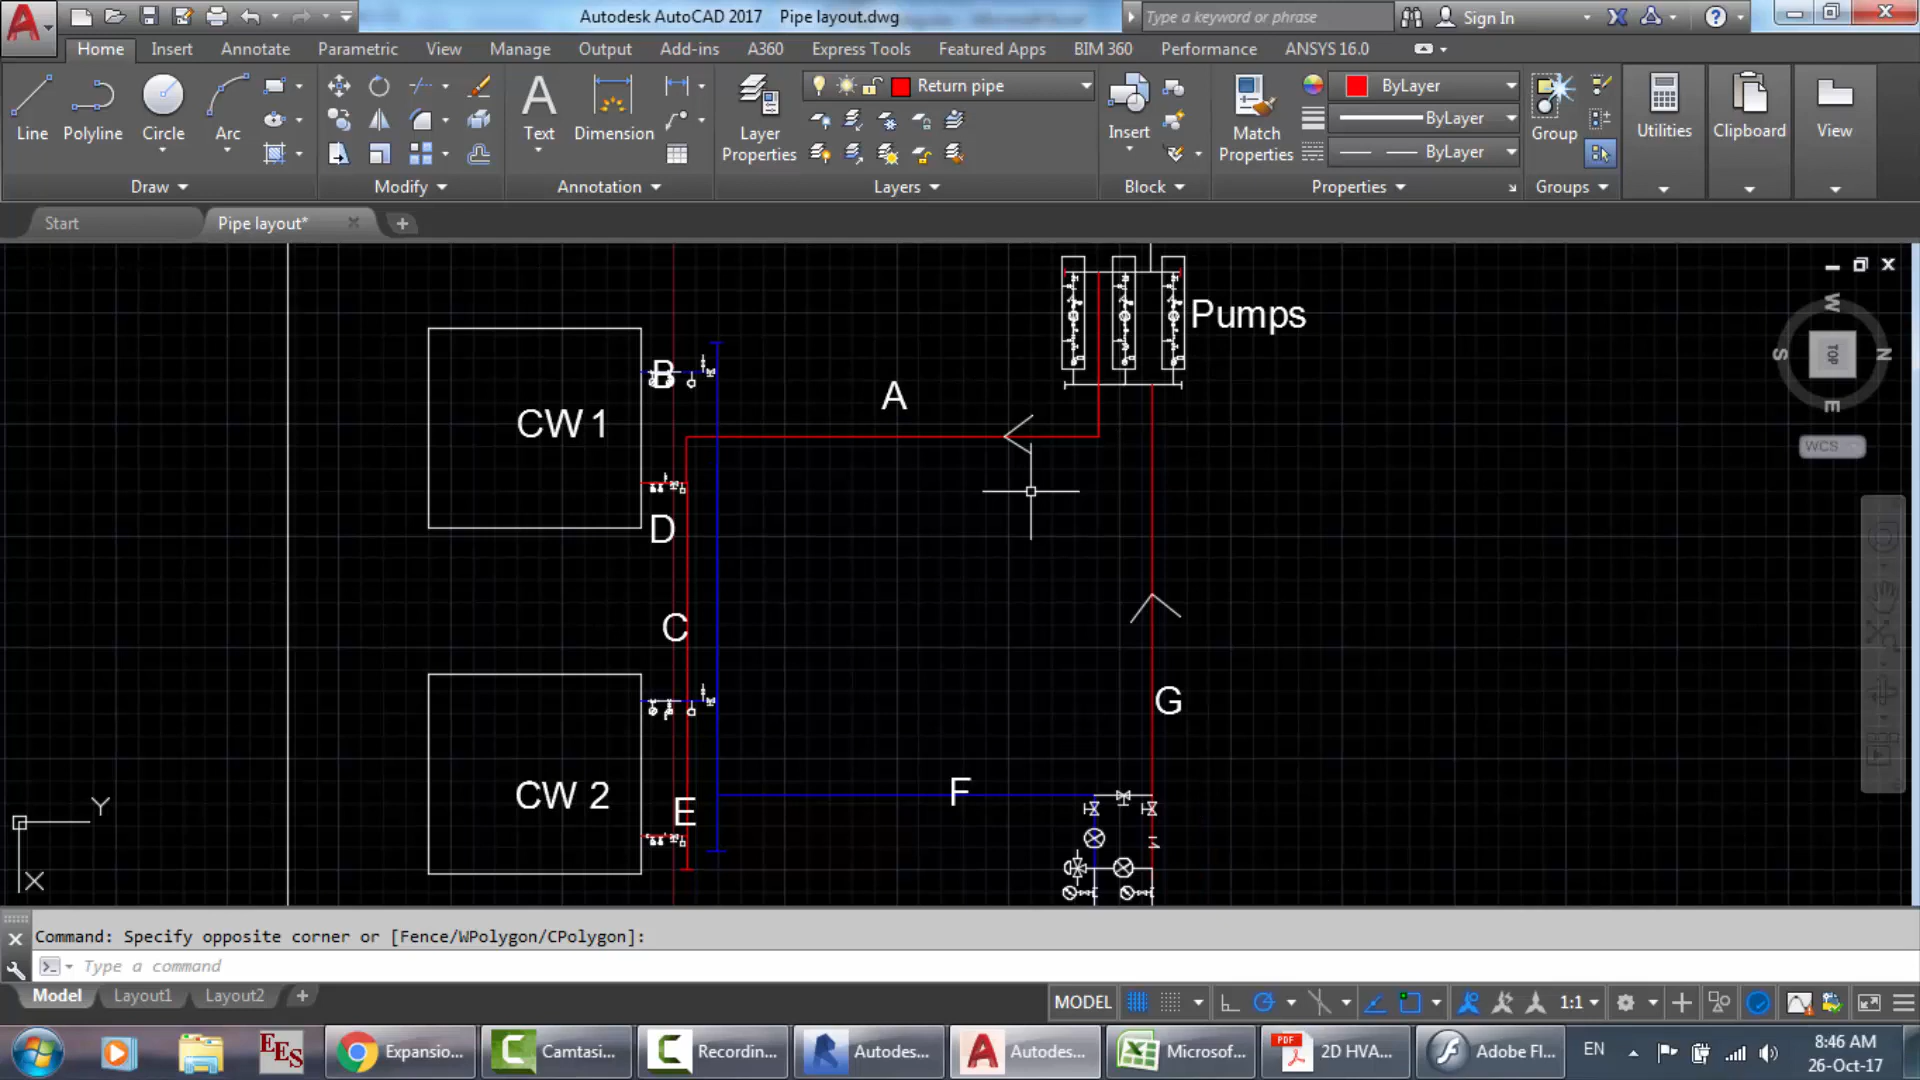 Autodesk AutoCAD 2017 Pipe layout.dwg
Type a keyword or phrase
Sign In
Home Insert Annotate Parametric View Manage Output Add-ins A360 Express Tools Featured Apps BIM 360 Performance ANSYS 16.0
Line Polyline Circle Arc
Text Dimension
Layer Properties
Return pipe
Insert
Match Properties
ByLayer
ByLayer
ByLayer
Group
Utilities Clipboard View
Draw Modify Annotation Layers Block Properties Groups
Start Pipe layout*
Pumps
W
S TOP N
E
WCS
B
A
CW 1
D
C
G
CW 2
F
E
Y
X
Command: Specify opposite corner or [Fence/WPolygon/CPolygon]:
Type a command
Model Layout1 Layout2
MODEL 1:1
EES Expansio... Camtasi... Recordin... Autodes... Autodes... Microsof... PDF 2D HVA... Adobe Fl... EN
8:46 AM
26-Oct-17